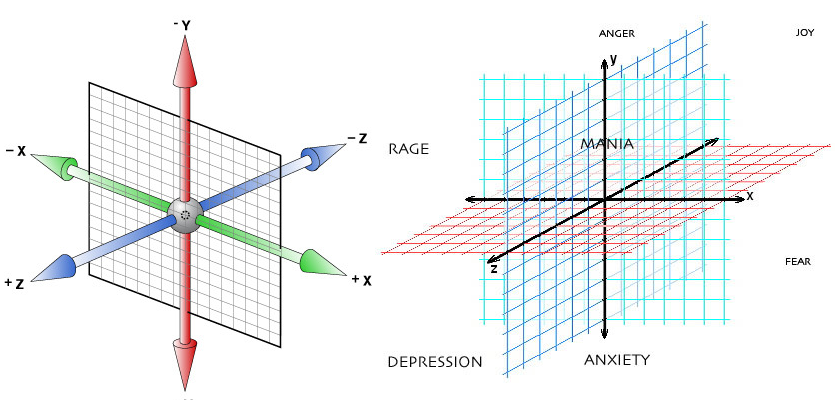 - Y
- X
- Z
+ Z
+ X
ANGER
JOY
y
RAGE
MANIA
x
z
FEAR
DEPRESSION
ANXIETY